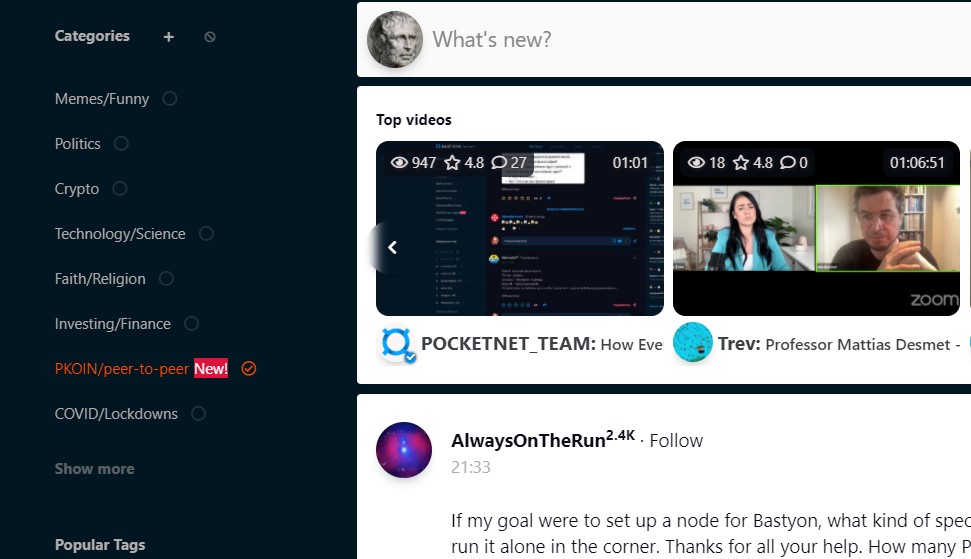 Categories +
Memes/Funny
Politics
Crypto
Technology/Science
Faith/Religion
Investing/Finance
PKOIN/peer-to-peer New!
COVID/Lockdowns
Show more
Popular Tags
What's new?
Top videos
947 4.8 27 01:01
BASTYON
POCKETNET_TEAM: How Eve
18 4.8 0 01:06:51
zoom
Trev: Professor Mattias Desmet -
AlwaysOnTheRun2.4K · Follow
21:33
If my goal were to set up a node for Bastyon, what kind of spec
run it alone in the corner. Thanks for all your help. How many P